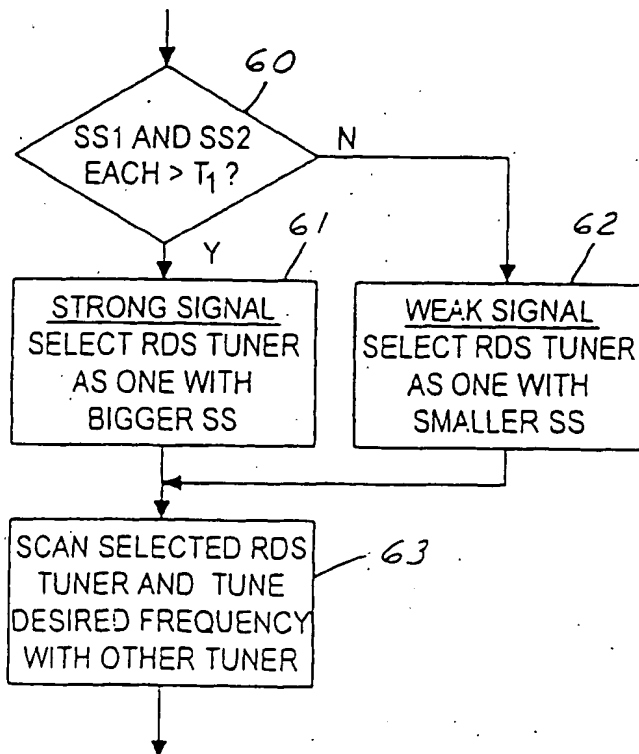 60
SS1 AND SS2
EACH > T1 ?
N
Y
61
STRONG SIGNAL
SELECT RDS TUNER
AS ONE WITH
BIGGER SS
62
WEAK SIGNAL
SELECT RDS TUNER
AS ONE WITH
SMALLER SS
SCAN SELECTED RDS
TUNER AND TUNE
DESIRED FREQUENCY
WITH OTHER TUNER
63